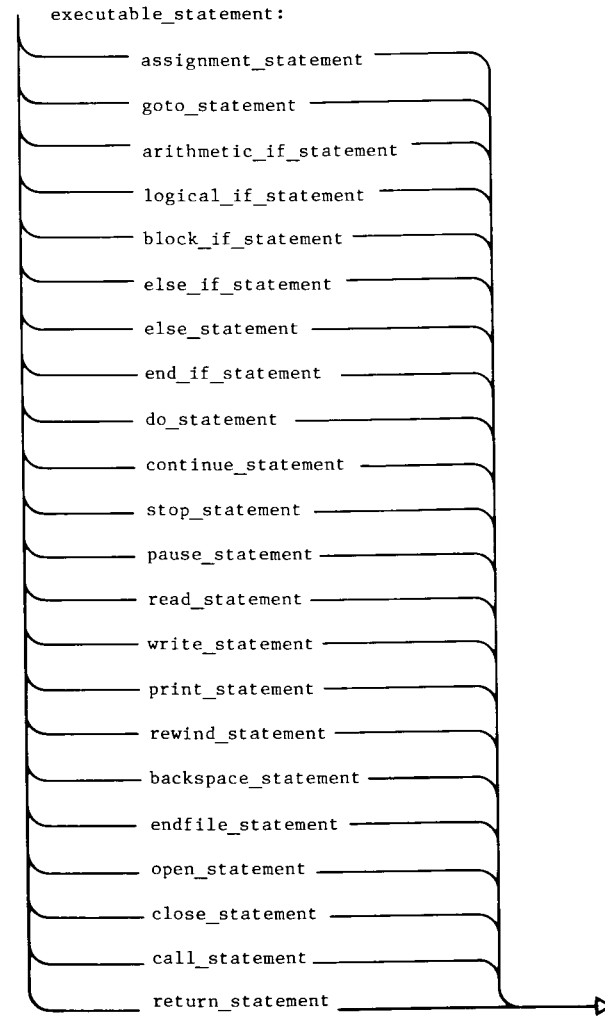 executable_statement:
assignment_statement
goto_statement
arithmetic_if_statement
logical_if_statement
block_if_statement
else_if_statement
else_statement
end_if_statement
do_statement
continue_statement
stop_statement
pause_statement
read_statement
write_statement
print_statement
rewind_statement
backspace_statement
endfile_statement
open_statement
close_statement
call_statement
return_statement